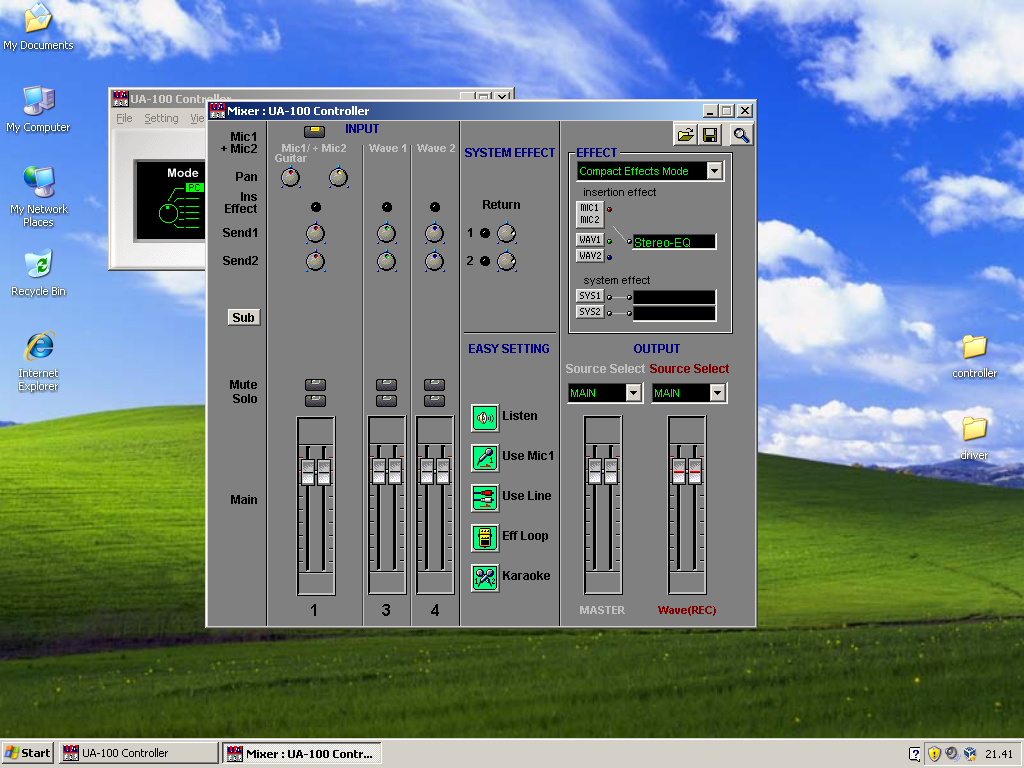 My Documents
My Computer
My Network
Places
Recycle Bin
Internet
Explorer
controller
driver
UA-100 Controller
File Setting Vie
Mode
PC
Mixer : UA-100 Controller
Mic1
+ Mic2
INPUT
Mic1/ + Mic2
Guitar
Wave 1
Wave 2
Pan
Ins
Effect
Send1
Send2
Sub
Mute
Solo
Main
1
3
4
SYSTEM EFFECT
Return
1
2
EASY SETTING
Listen
Use Mic1
Use Line
Eff Loop
Karaoke
EFFECT
Compact Effects Mode
insertion effect
MIC1
MIC2
WAV1
WAV2
Stereo-EQ
system effect
SYS1
SYS2
OUTPUT
Source Select Source Select
MAIN MAIN
MASTER Wave(REC)
Start
UA-100 Controller
Mixer : UA-100 Contr...
21.41